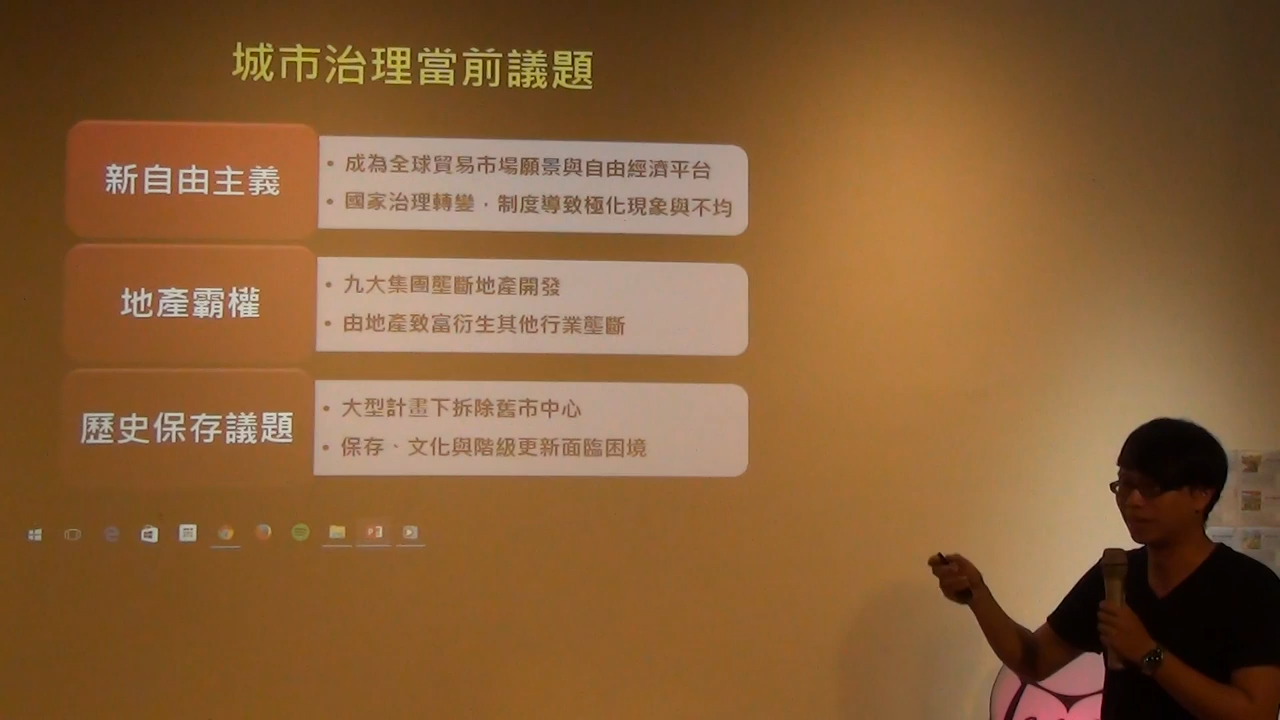 城市治理當前議題
新自由主義
• 成為全球貿易市場願景與自由經濟平台
• 國家治理轉變，制度導致極化現象與不均
地產霸權
• 九大集團壟斷地產開發
• 由地產致富衍生其他行業壟斷
歷史保存議題
• 大型計畫下拆除舊市中心
• 保存、文化與階級更新面臨困境